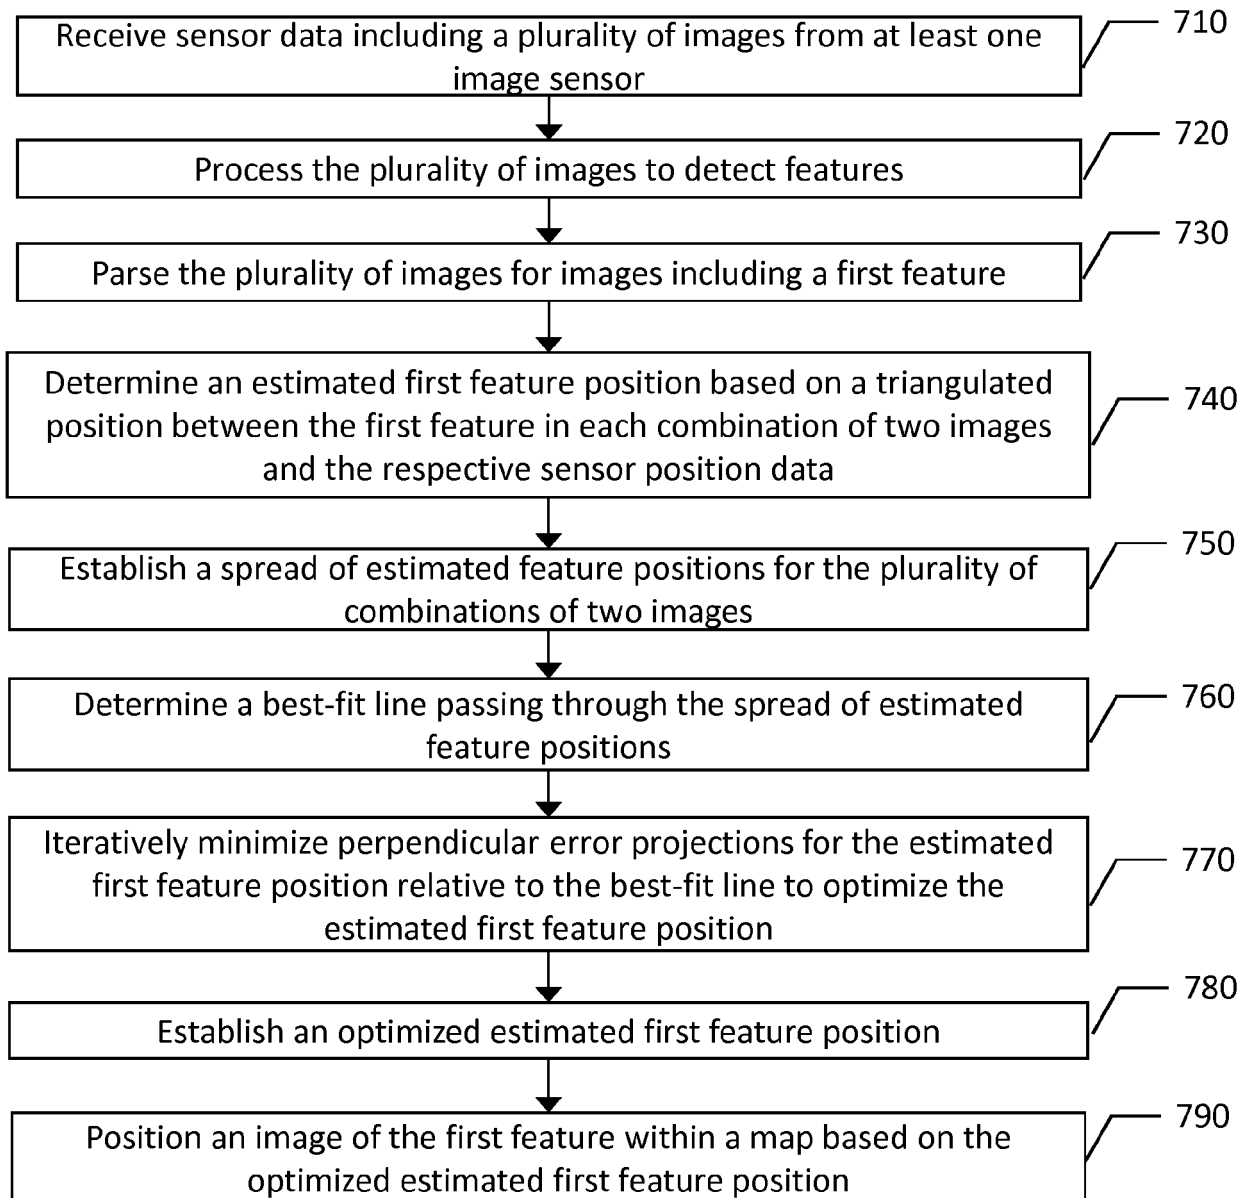 Receive sensor data including a plurality of images from at least one
image sensor
710
Process the plurality of images to detect features
720
Parse the plurality of images for images including a first feature
730
Determine an estimated first feature position based on a triangulated
position between the first feature in each combination of two images
and the respective sensor position data
740
Establish a spread of estimated feature positions for the plurality of
combinations of two images
750
Determine a best-fit line passing through the spread of estimated
feature positions
760
Iteratively minimize perpendicular error projections for the estimated
first feature position relative to the best-fit line to optimize the
estimated first feature position
770
Establish an optimized estimated first feature position
780
Position an image of the first feature within a map based on the
optimized estimated first feature position
790